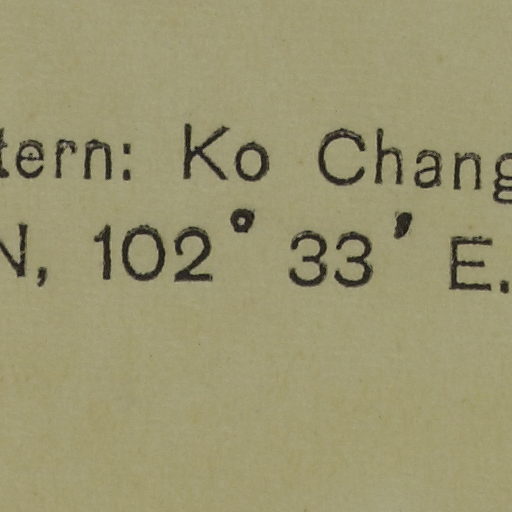 tern: Ko Chang
N, 102° 33′ E.